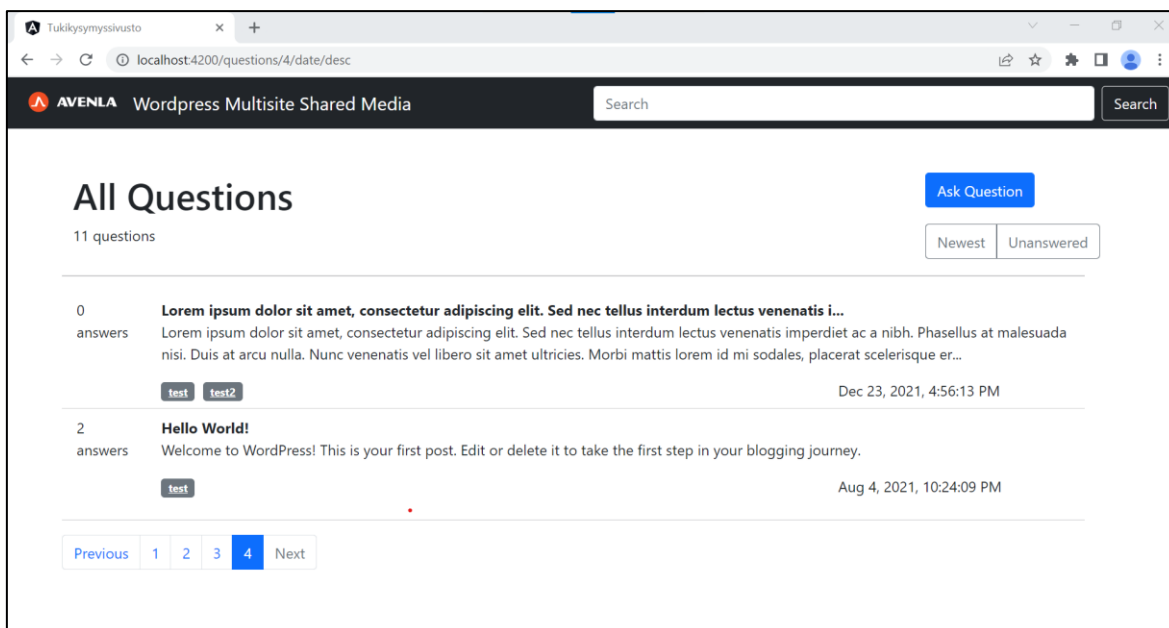 Tukikysymyssivusto
localhost:4200/questions/4/date/desc
AVENLA Wordpress Multisite Shared Media Search Search
All Questions
Ask Question
11 questions
Newest Unanswered
0 answers
Lorem ipsum dolor sit amet, consectetur adipiscing elit. Sed nec tellus interdum lectus venenatis i...
Lorem ipsum dolor sit amet, consectetur adipiscing elit. Sed nec tellus interdum lectus venenatis imperdiet ac a nibh. Phasellus at malesuada
nisi. Duis at arcu nulla. Nunc venenatis vel libero sit amet ultricies. Morbi mattis lorem id mi sodales, placerat scelerisque er...
test test2 Dec 23, 2021, 4:56:13 PM
2 answers
Hello World!
Welcome to WordPress! This is your first post. Edit or delete it to take the first step in your blogging journey.
test Aug 4, 2021, 10:24:09 PM
Previous 1 2 3 4 Next